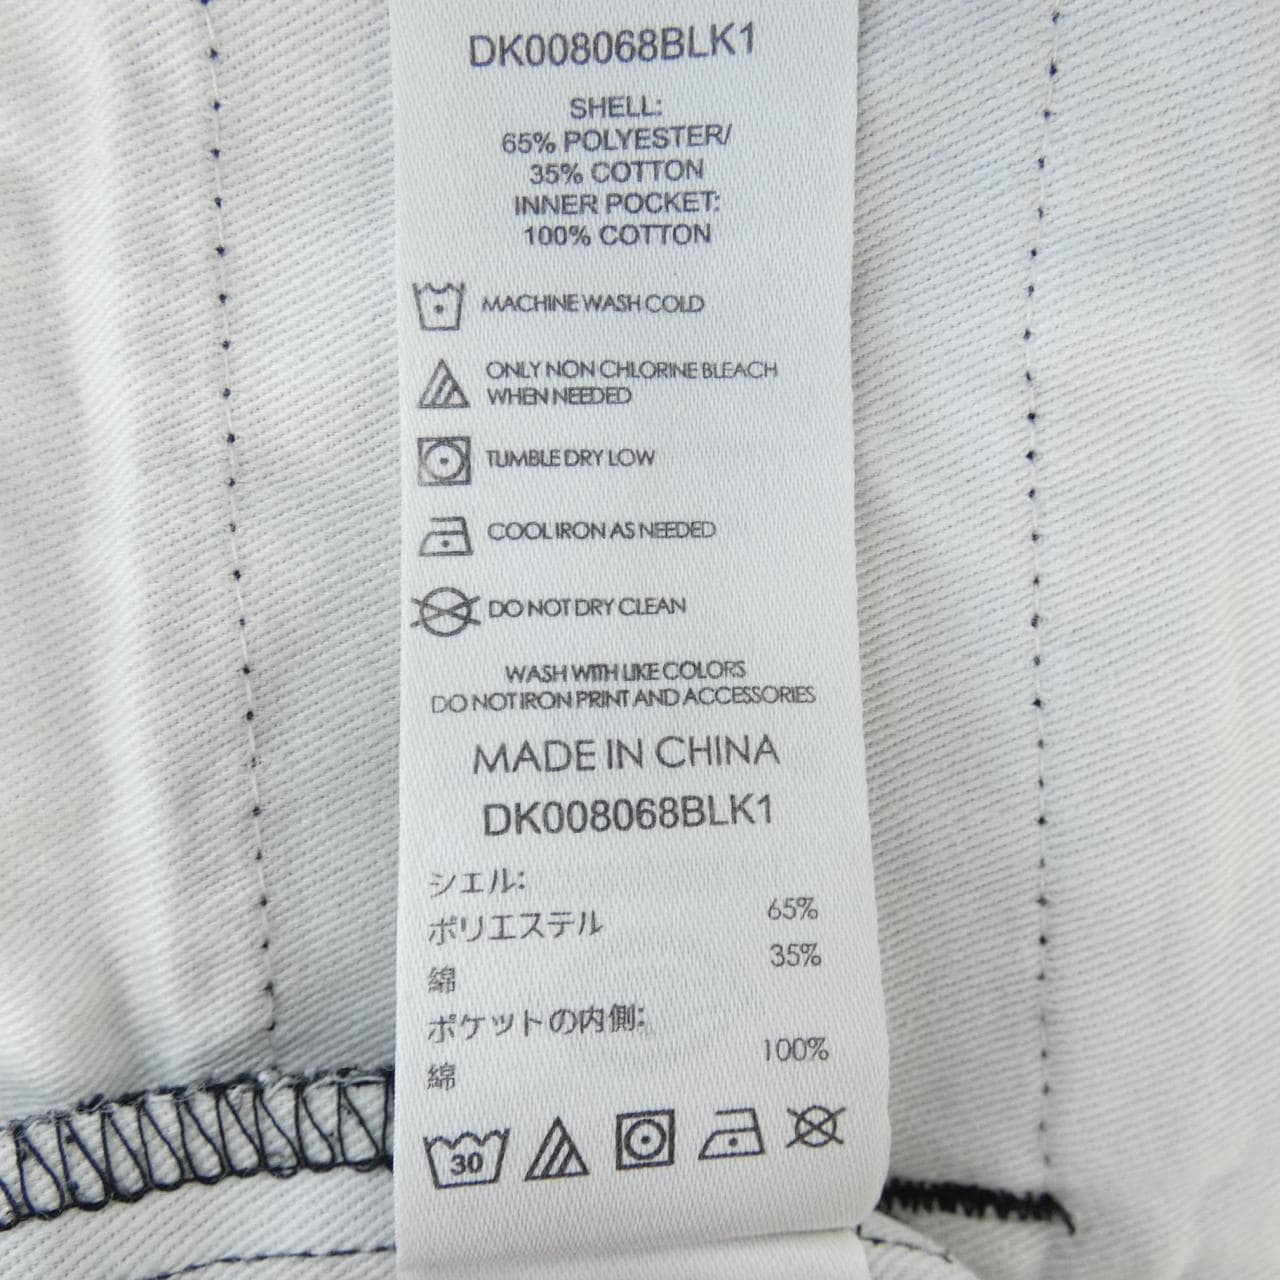 DK008068BLK1
SHELL:
65% POLYESTER/
35% COTTON
INNER POCKET:
100% COTTON
MACHINE WASH COLD
ONLY NON CHLORINE BLEACH
WHEN NEEDED
TUMBLE DRY LOW
COOL IRON AS NEEDED
DO NOT DRY CLEAN
WASH WITH LIKE COLORS
DO NOT IRON PRINT AND ACCESSORIES
MADE IN CHINA
DK008068BLK1
シェル:
ポリエステル 65%
綿 35%
ポケットの内側:
綿 100%
30